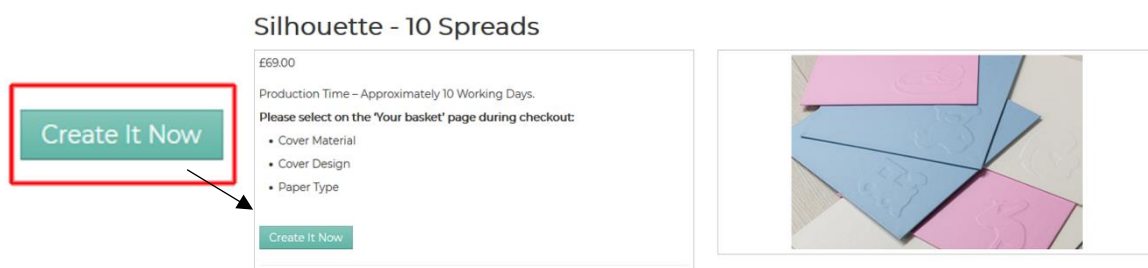 Silhouette - 10 Spreads
£69.00
Production Time – Approximately 10 Working Days.
Please select on the ‘Your basket’ page during checkout:
• Cover Material
• Cover Design
• Paper Type
Create It Now
Create It Now